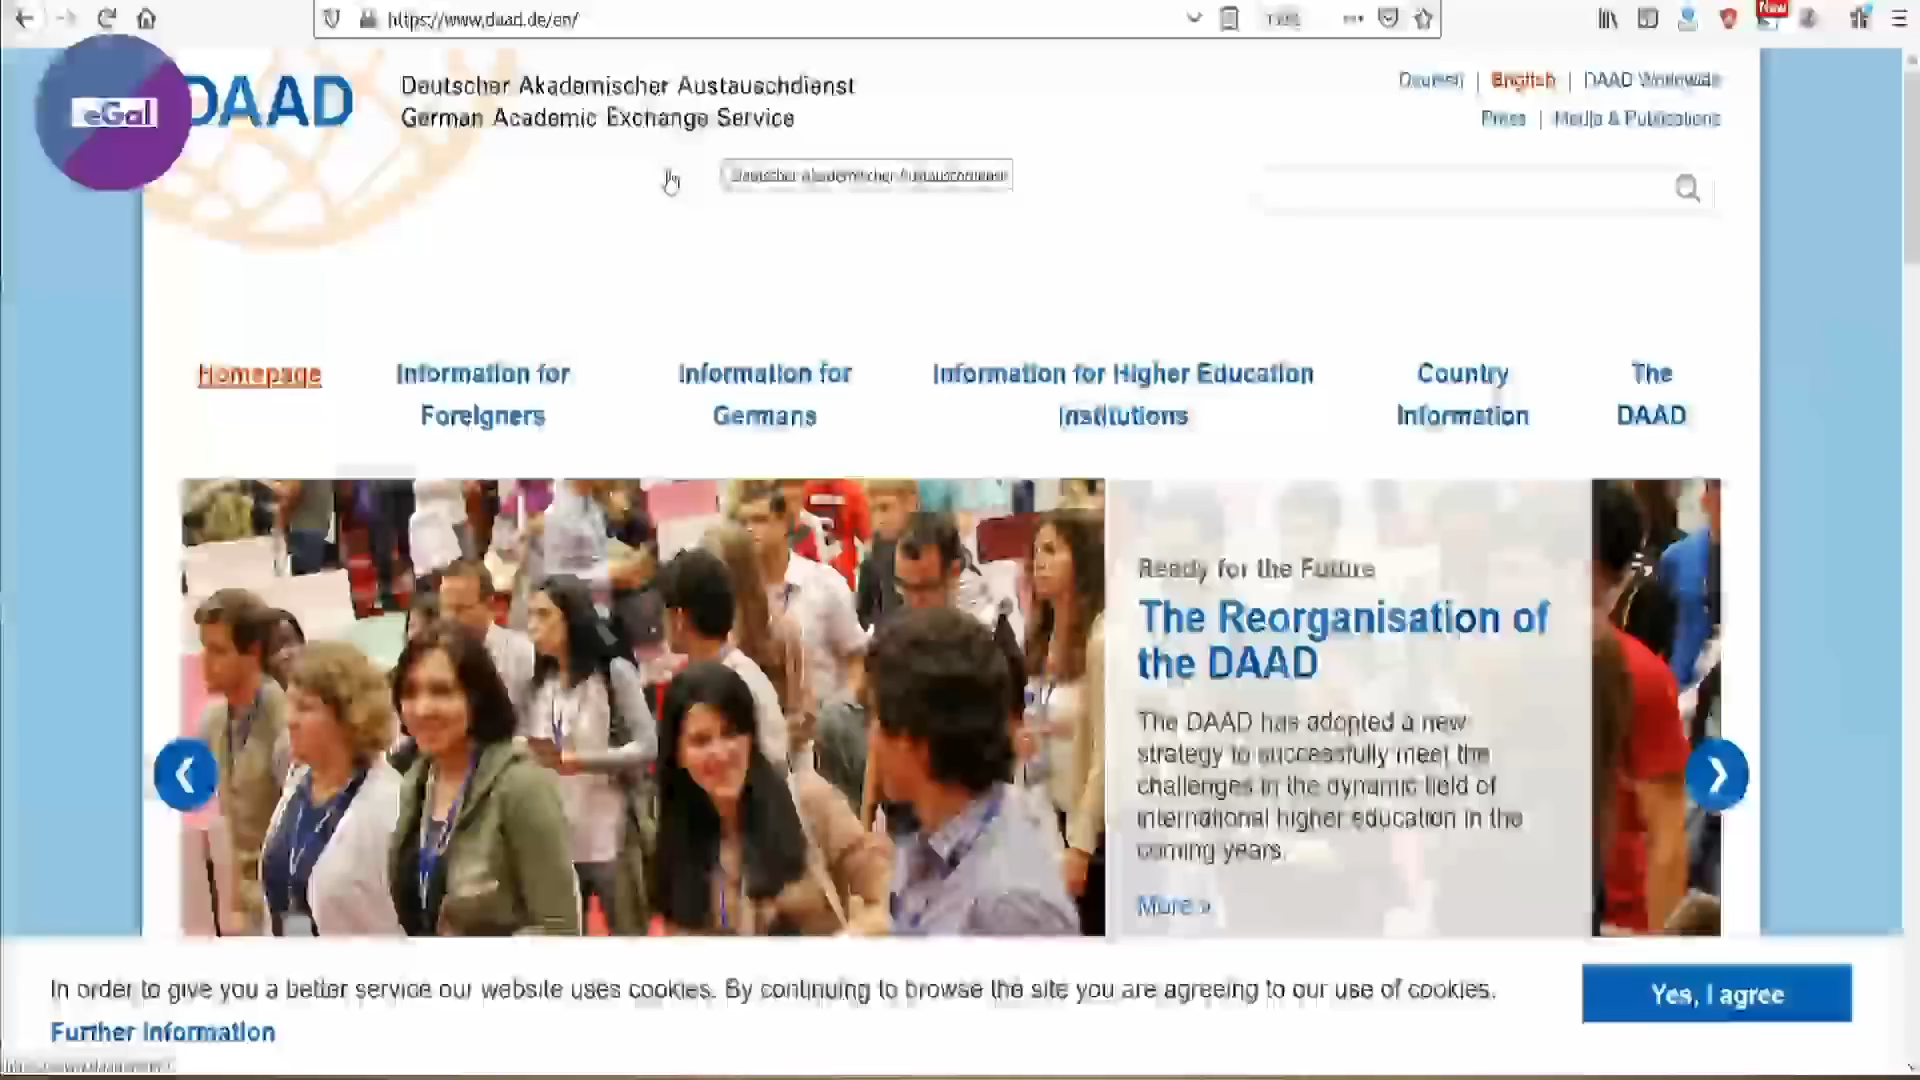 https://www.daad.de/en/
New
eGal
DAAD
Deutscher Akademischer Austauschdienst
German Academic Exchange Service
Deutsch | English | DAAD Worldwide
Press | Media & Publications
Deutscher Akademischer Austauschdienst
Homepage
Information for Foreigners
Information for Germans
Information for Higher Education Institutions
Country Information
The DAAD
Ready for the Future
The Reorganisation of
the DAAD
The DAAD has adopted a new
strategy to successfully meet the
challenges in the dynamic field of
international higher education in the
coming years.
More »
In order to give you a better service our website uses cookies. By continuing to browse the site you are agreeing to our use of cookies.
Further Information
Yes, I agree